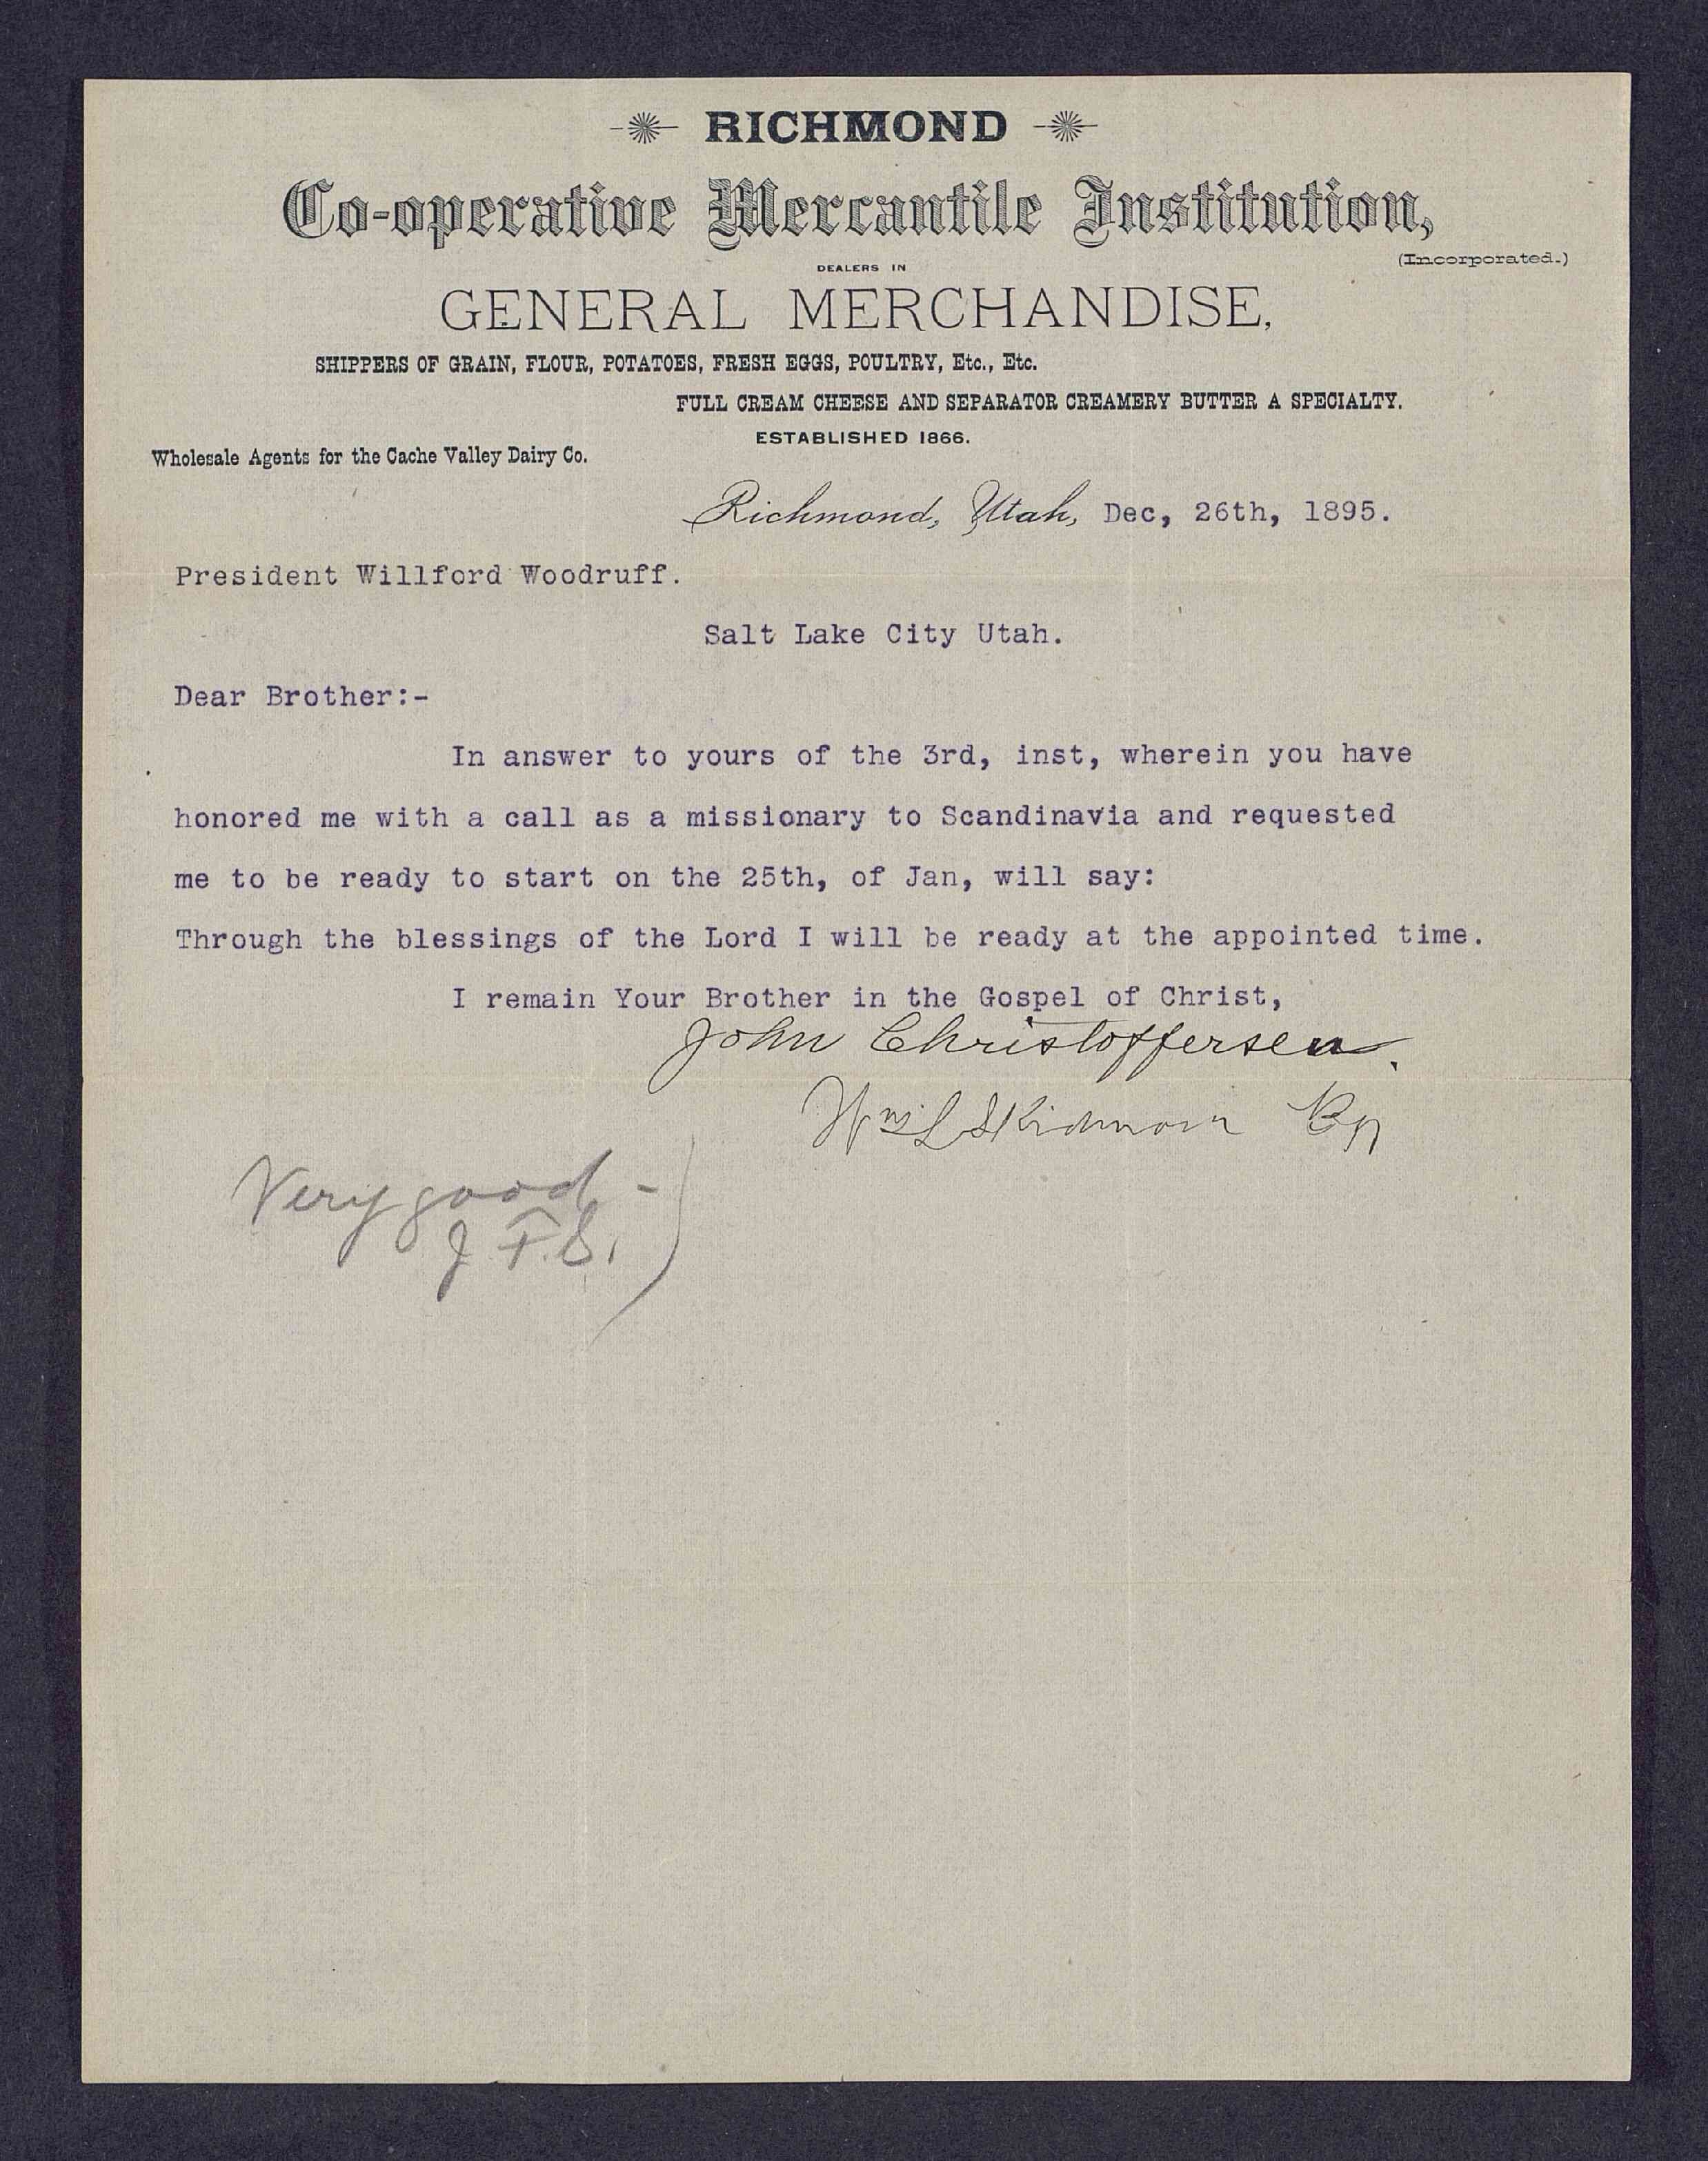 RICHMOND
Co-operative Mercantile Institution,
(Incorporated.)
DEALERS IN
GENERAL MERCHANDISE,
SHIPPERS OF GRAIN, FLOUR, POTATOES, FRESH EGGS, POULTRY, Etc., Etc.
FULL CREAM CHEESE AND SEPARATOR CREAMERY BUTTER A SPECIALTY.
ESTABLISHED 1866.
Wholesale Agents for the Cache Valley Dairy Co.
Richmond, Utah, Dec, 26th, 1895.
President Willford Woodruff.
Salt Lake City Utah.
Dear Brother:-
In answer to yours of the 3rd, inst, wherein you have
honored me with a call as a missionary to Scandinavia and requested
me to be ready to start on the 25th, of Jan, will say:
Through the blessings of the Lord I will be ready at the appointed time.
I remain Your Brother in the Gospel of Christ,
John Christoffersen.
Wm L Skidmore Bp
Very good -
J. F. S.